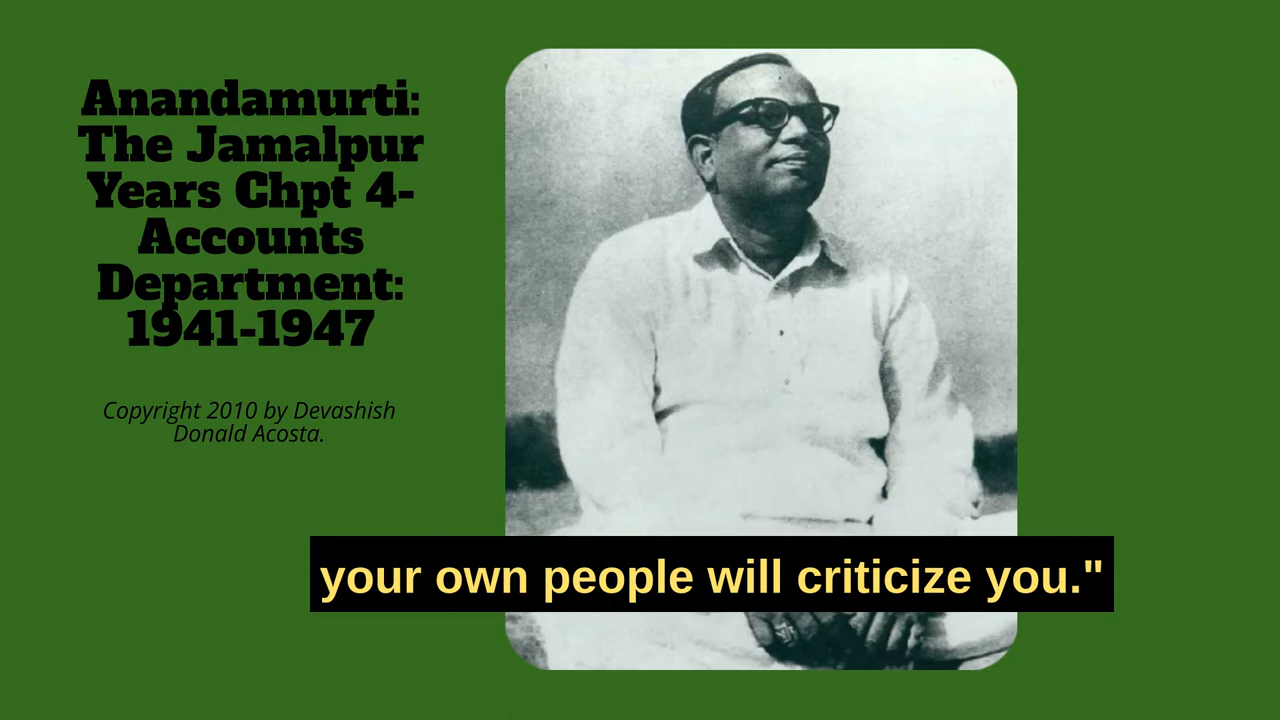 Anandamurti:
The Jamalpur
Years Chpt 4-
Accounts
Department:
1941-1947
Copyright 2010 by Devashish
Donald Acosta.
your own people will criticize you."